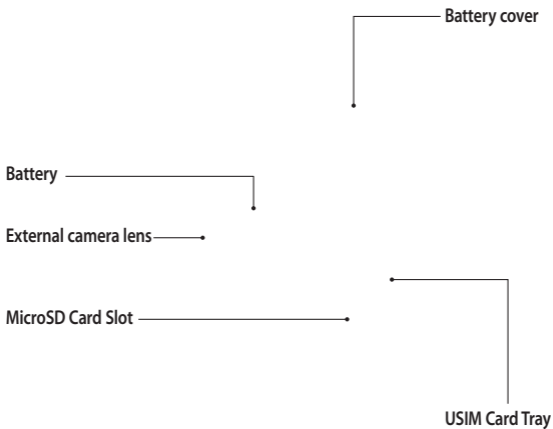 Battery cover
Battery
External camera lens
MicroSD Card Slot
USIM Card Tray